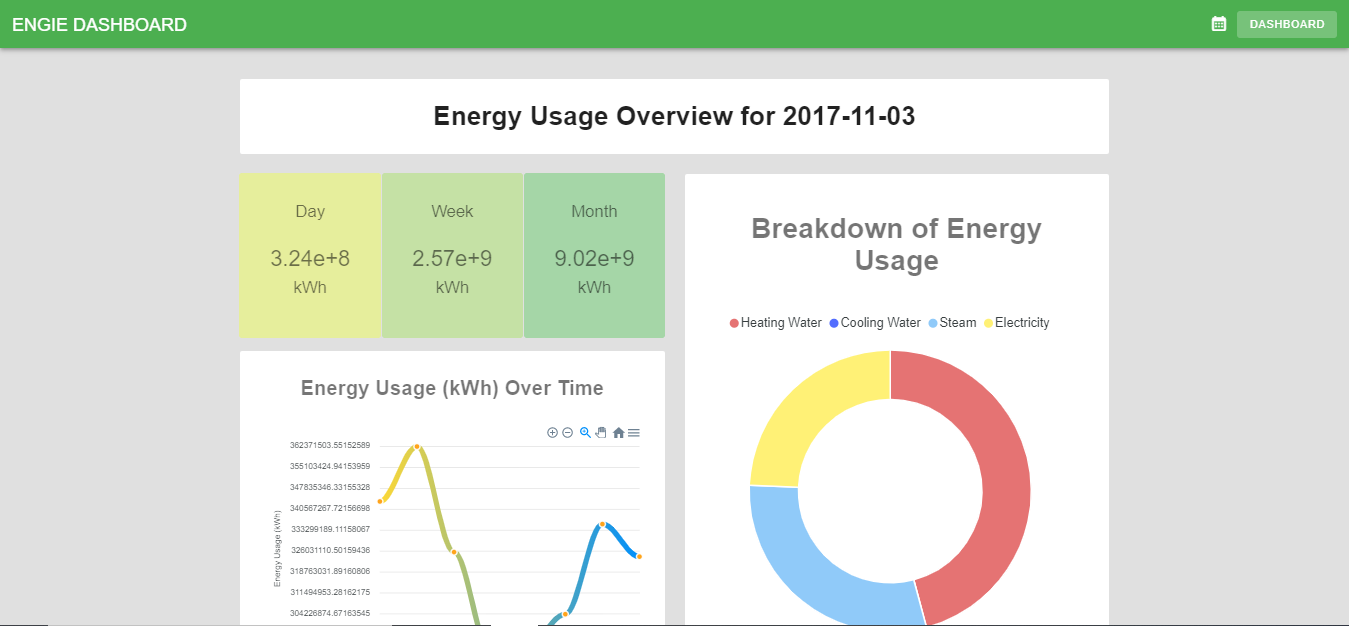 ENGIE DASHBOARD
DASHBOARD
Energy Usage Overview for 2017-11-03
Day
3.24e+8
kWh
Week
2.57e+9
kWh
Month
9.02e+9
kWh
Energy Usage (kWh) Over Time
Energy Usage (kWh)
362371503.55152589
355103424.94153959
347835346.33155328
340567267.72156698
333299189.11158067
326031110.50159436
318763031.89160806
311494953.28162175
304226874.67163545
Breakdown of Energy
Usage
Heating Water Cooling Water Steam Electricity